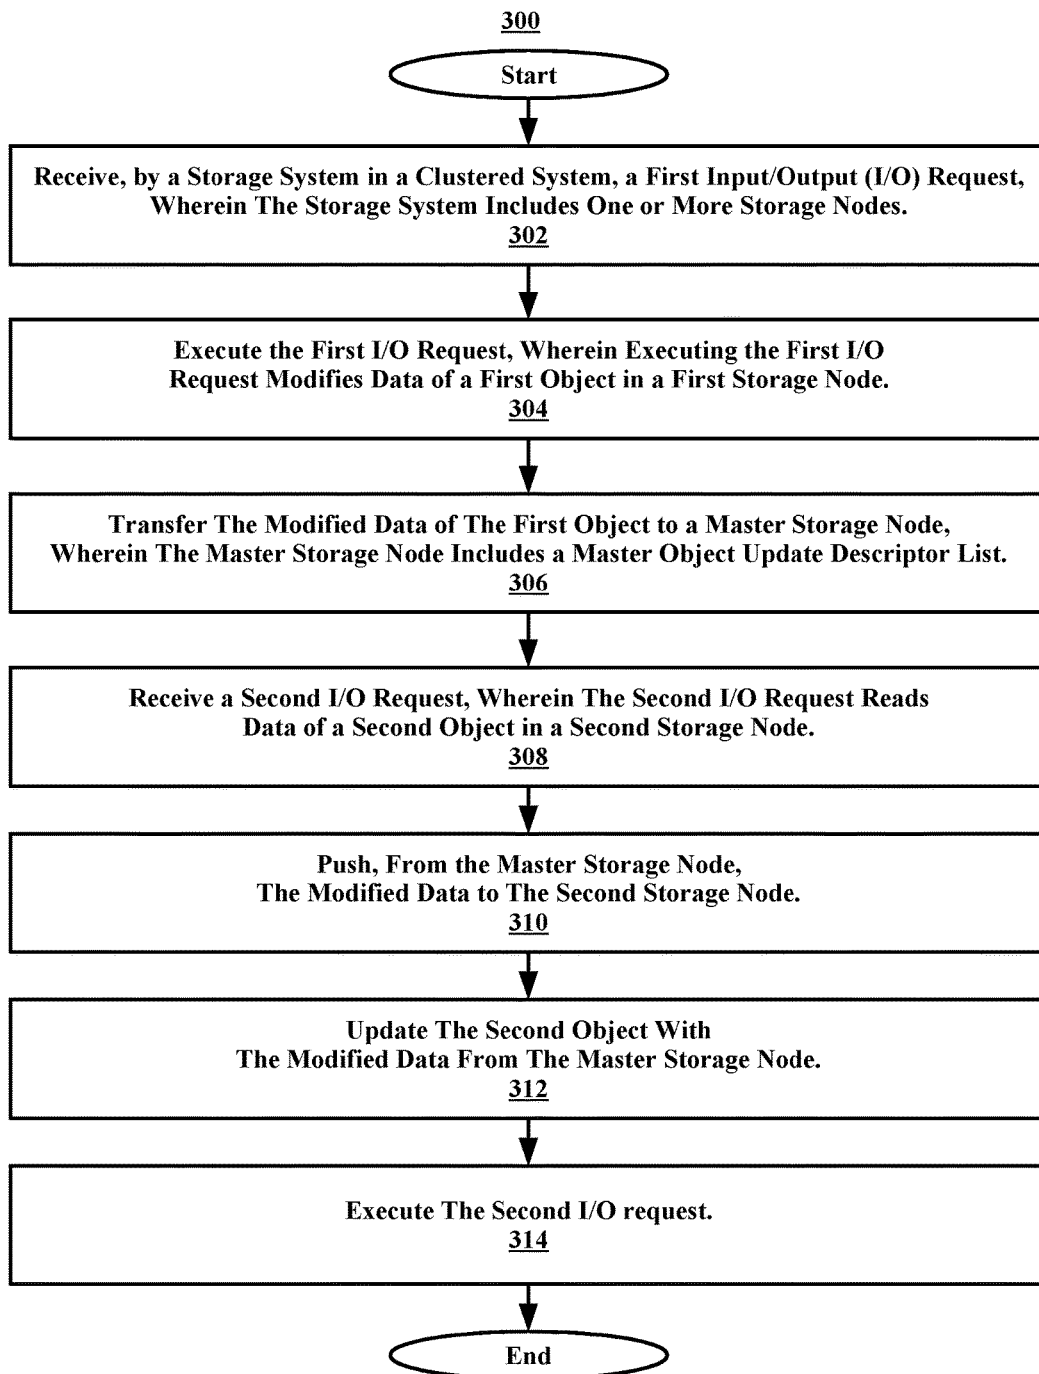 300
Start
Receive, by a Storage System in a Clustered System, a First Input/Output (I/O) Request,
Wherein The Storage System Includes One or More Storage Nodes.
302
Execute the First I/O Request, Wherein Executing the First I/O
Request Modifies Data of a First Object in a First Storage Node.
304
Transfer The Modified Data of The First Object to a Master Storage Node,
Wherein The Master Storage Node Includes a Master Object Update Descriptor List.
306
Receive a Second I/O Request, Wherein The Second I/O Request Reads
Data of a Second Object in a Second Storage Node.
308
Push, From the Master Storage Node,
The Modified Data to The Second Storage Node.
310
Update The Second Object With
The Modified Data From The Master Storage Node.
312
Execute The Second I/O request.
314
End